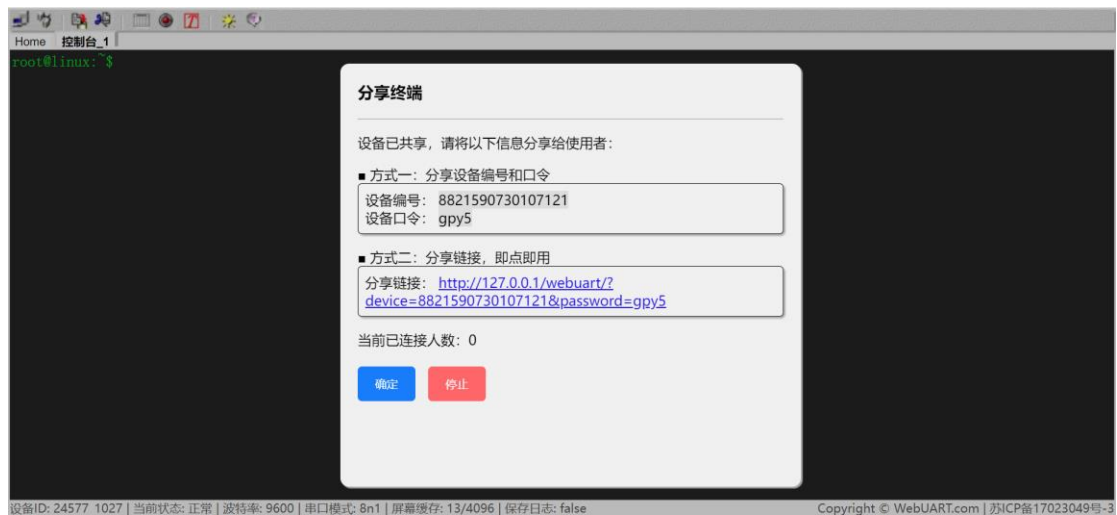 Home 控制台_1
root@linux:~$
分享终端
设备已共享，请将以下信息分享给使用者：
■ 方式一：分享设备编号和口令
设备编号： 8821590730107121
设备口令： gpy5
■ 方式二：分享链接，即点即用
分享链接： http://127.0.0.1/webuart/?
device=8821590730107121&password=gpy5
当前已连接人数：0
确定 停止
设备ID: 24577_1027 | 当前状态: 正常 | 波特率: 9600 | 串口模式: 8n1 | 屏幕缓存: 13/4096 | 保存日志: false Copyright © WebUART.com | 苏ICP备17023049号-3